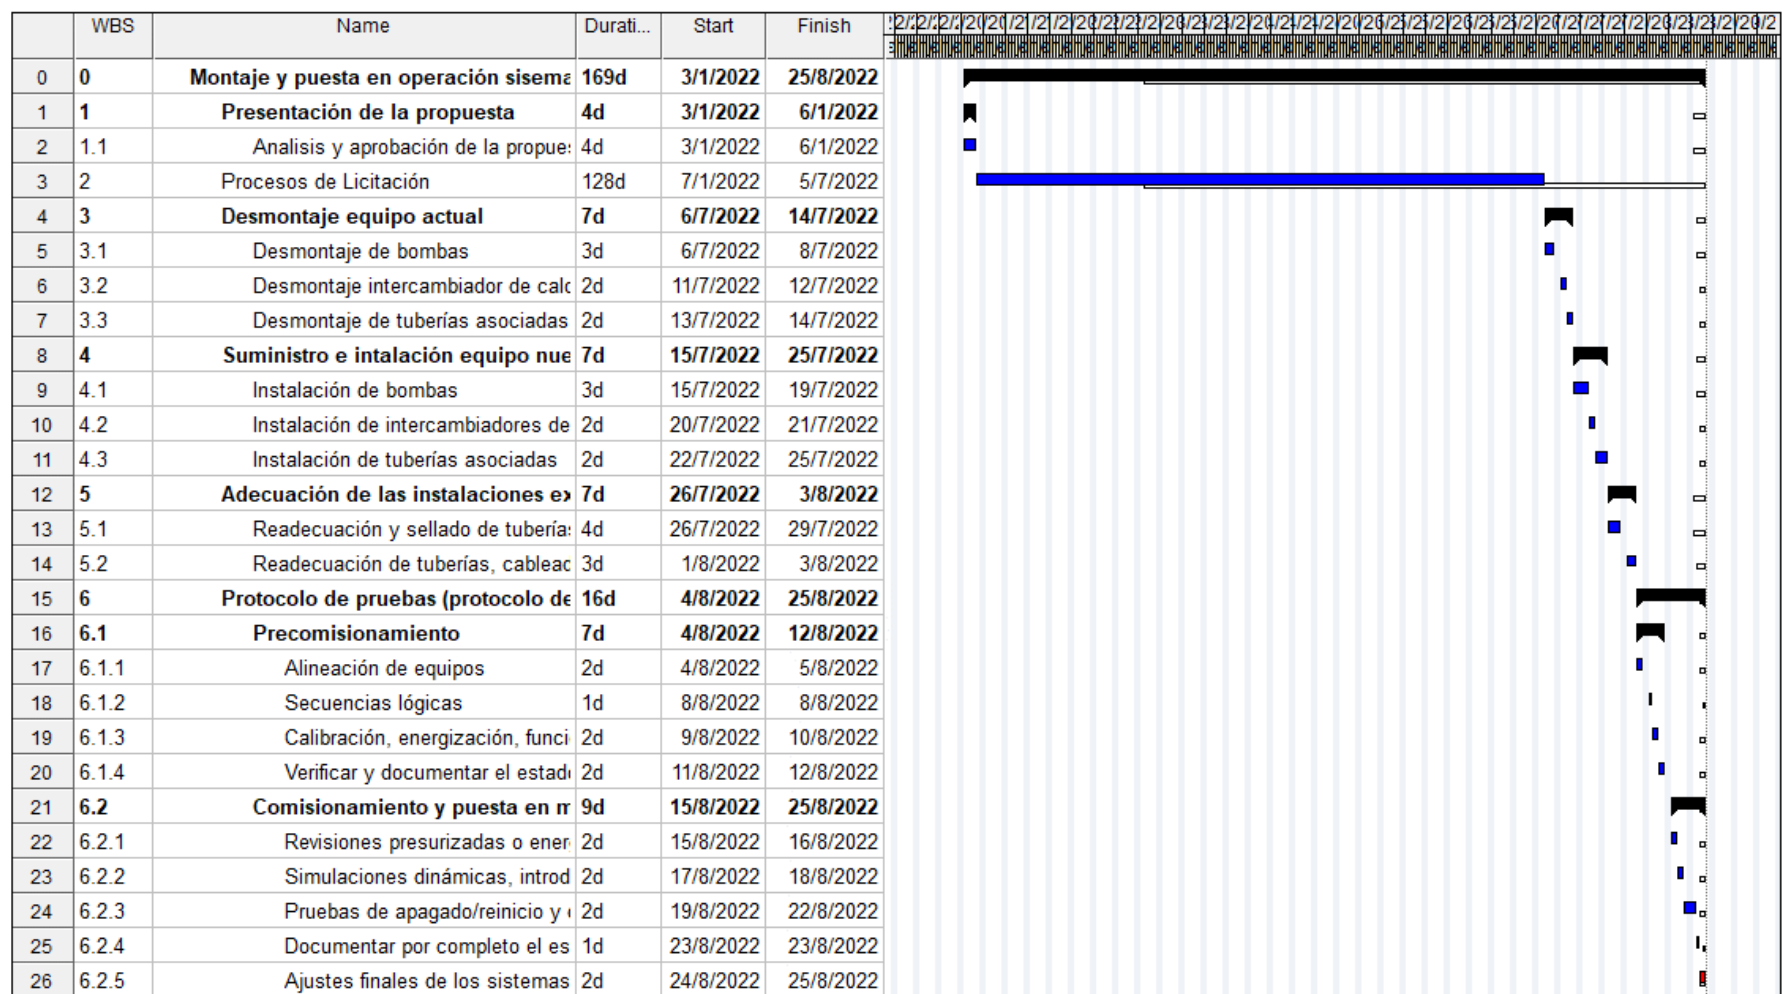 WBS Name Durati... Start Finish
0 0 Montaje y puesta en operación sisema 169d 3/1/2022 25/8/2022
1 1 Presentación de la propuesta 4d 3/1/2022 6/1/2022
2 1.1 Analisis y aprobación de la propues 4d 3/1/2022 6/1/2022
3 2 Procesos de Licitación 128d 7/1/2022 5/7/2022
4 3 Desmontaje equipo actual 7d 6/7/2022 14/7/2022
5 3.1 Desmontaje de bombas 3d 6/7/2022 8/7/2022
6 3.2 Desmontaje intercambiador de calo 2d 11/7/2022 12/7/2022
7 3.3 Desmontaje de tuberías asociadas 2d 13/7/2022 14/7/2022
8 4 Suministro e intalación equipo nue 7d 15/7/2022 25/7/2022
9 4.1 Instalación de bombas 3d 15/7/2022 19/7/2022
10 4.2 Instalación de intercambiadores de 2d 20/7/2022 21/7/2022
11 4.3 Instalación de tuberías asociadas 2d 22/7/2022 25/7/2022
12 5 Adecuación de las instalaciones ex 7d 26/7/2022 3/8/2022
13 5.1 Readecuación y sellado de tuberías 4d 26/7/2022 29/7/2022
14 5.2 Readecuación de tuberías, cablead 3d 1/8/2022 3/8/2022
15 6 Protocolo de pruebas (protocolo de 16d 4/8/2022 25/8/2022
16 6.1 Precomisionamiento 7d 4/8/2022 12/8/2022
17 6.1.1 Alineación de equipos 2d 4/8/2022 5/8/2022
18 6.1.2 Secuencias lógicas 1d 8/8/2022 8/8/2022
19 6.1.3 Calibración, energización, funci 2d 9/8/2022 10/8/2022
20 6.1.4 Verificar y documentar el estad 2d 11/8/2022 12/8/2022
21 6.2 Comisionamiento y puesta en m 9d 15/8/2022 25/8/2022
22 6.2.1 Revisiones presurizadas o ener 2d 15/8/2022 16/8/2022
23 6.2.2 Simulaciones dinámicas, introd 2d 17/8/2022 18/8/2022
24 6.2.3 Pruebas de apagado/reinicio y 2d 19/8/2022 22/8/2022
25 6.2.4 Documentar por completo el es 1d 23/8/2022 23/8/2022
26 6.2.5 Ajustes finales de los sistemas 2d 24/8/2022 25/8/2022